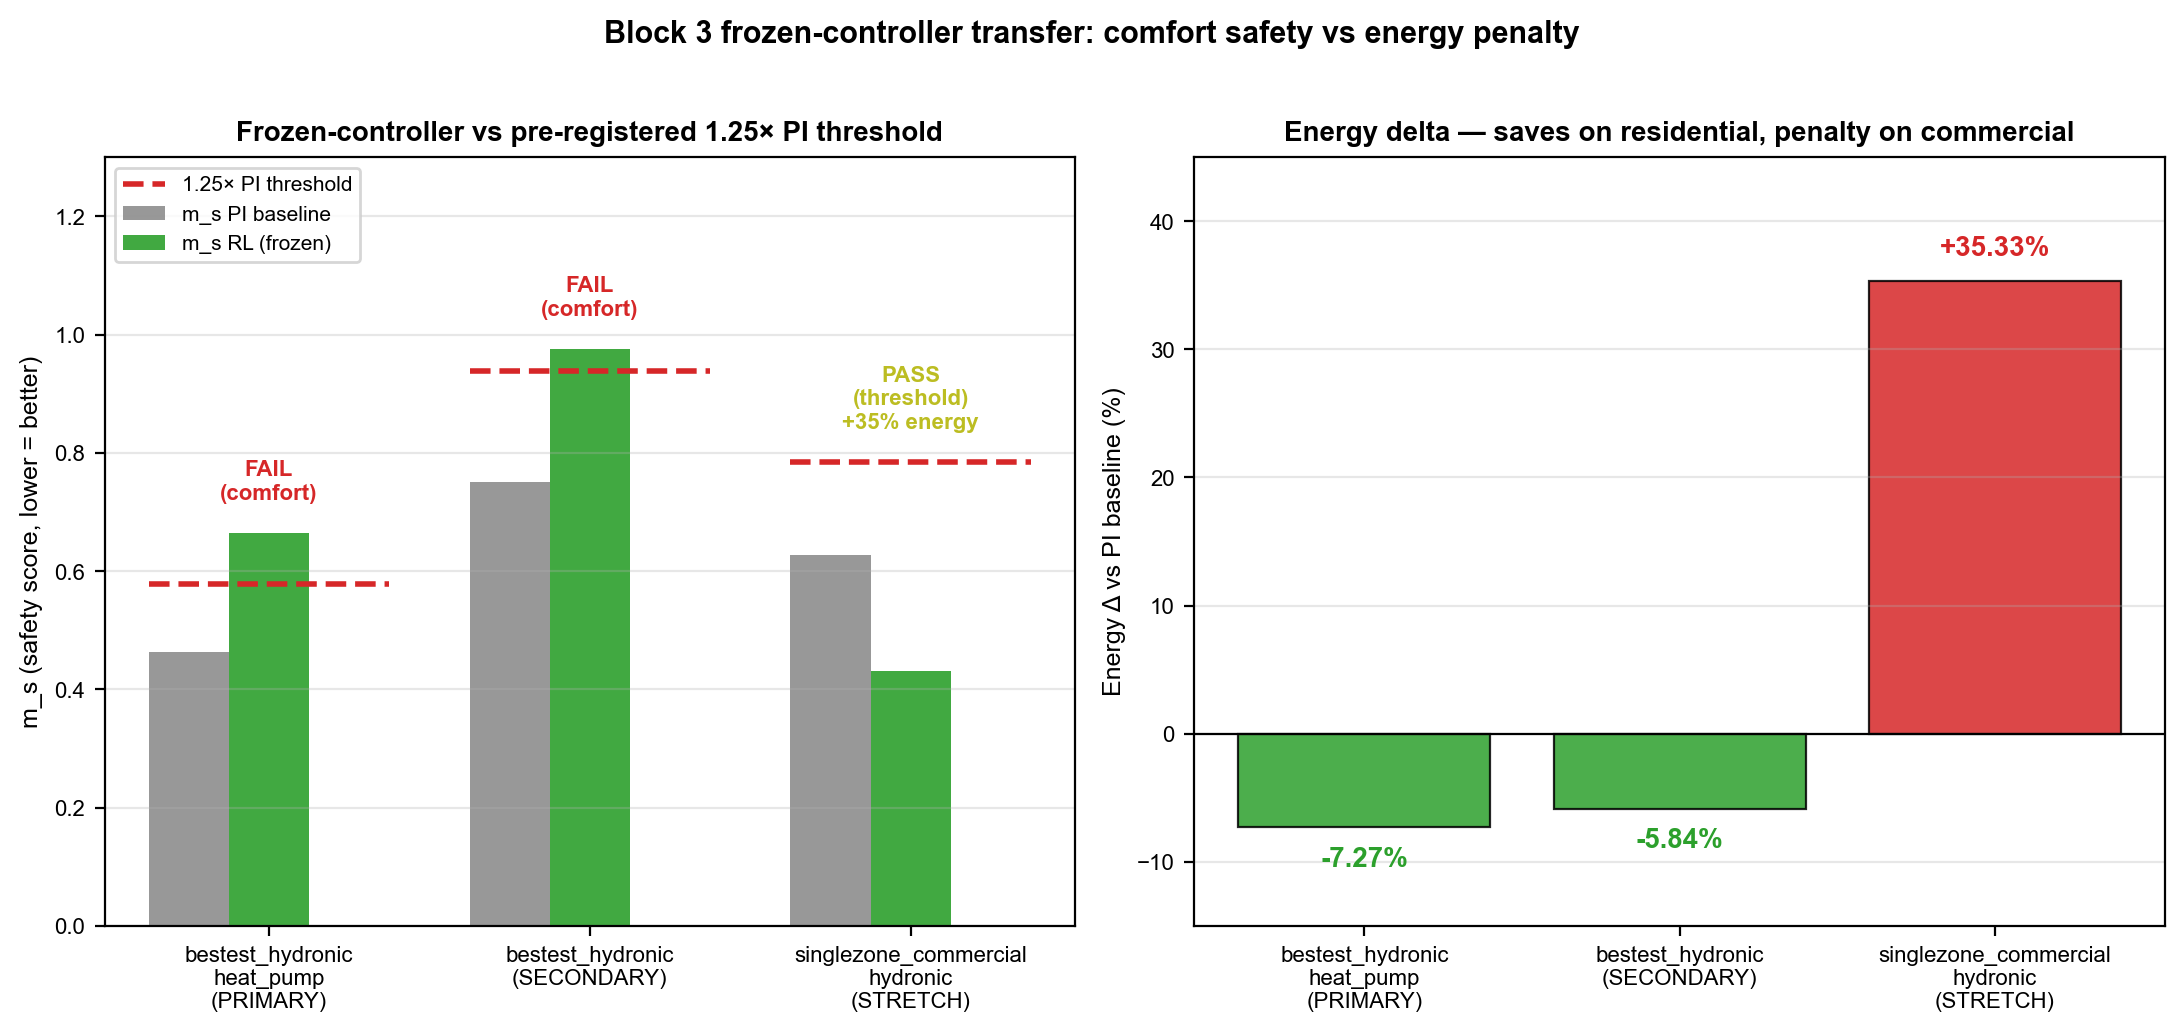 Block 3 frozen-controller transfer: comfort safety vs energy penalty
Frozen-controller vs pre-registered 1.25× PI threshold
1.25× PI threshold
m_s PI baseline
m_s RL (frozen)
m_s (safety score, lower = better)
1.2
1.0
0.8
0.6
0.4
0.2
0.0
FAIL
(comfort)
FAIL
(comfort)
PASS
(threshold)
+35% energy
bestest_hydronic
heat_pump
(PRIMARY)
bestest_hydronic
(SECONDARY)
singlezone_commercial
hydronic
(STRETCH)
Energy delta — saves on residential, penalty on commercial
Energy Δ vs PI baseline (%)
40
30
20
10
0
−10
-7.27%
-5.84%
+35.33%
bestest_hydronic
heat_pump
(PRIMARY)
bestest_hydronic
(SECONDARY)
singlezone_commercial
hydronic
(STRETCH)